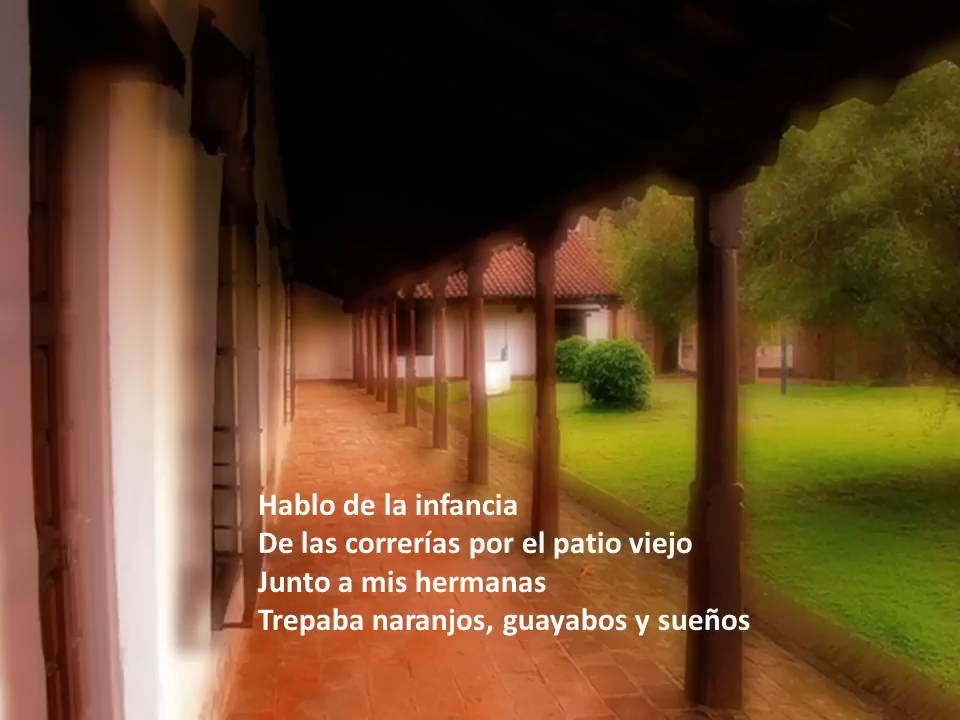 Hablo de la infancia
De las correrías por el patio viejo
Junto a mis hermanas
Trepaba naranjos, guayabos y sueños